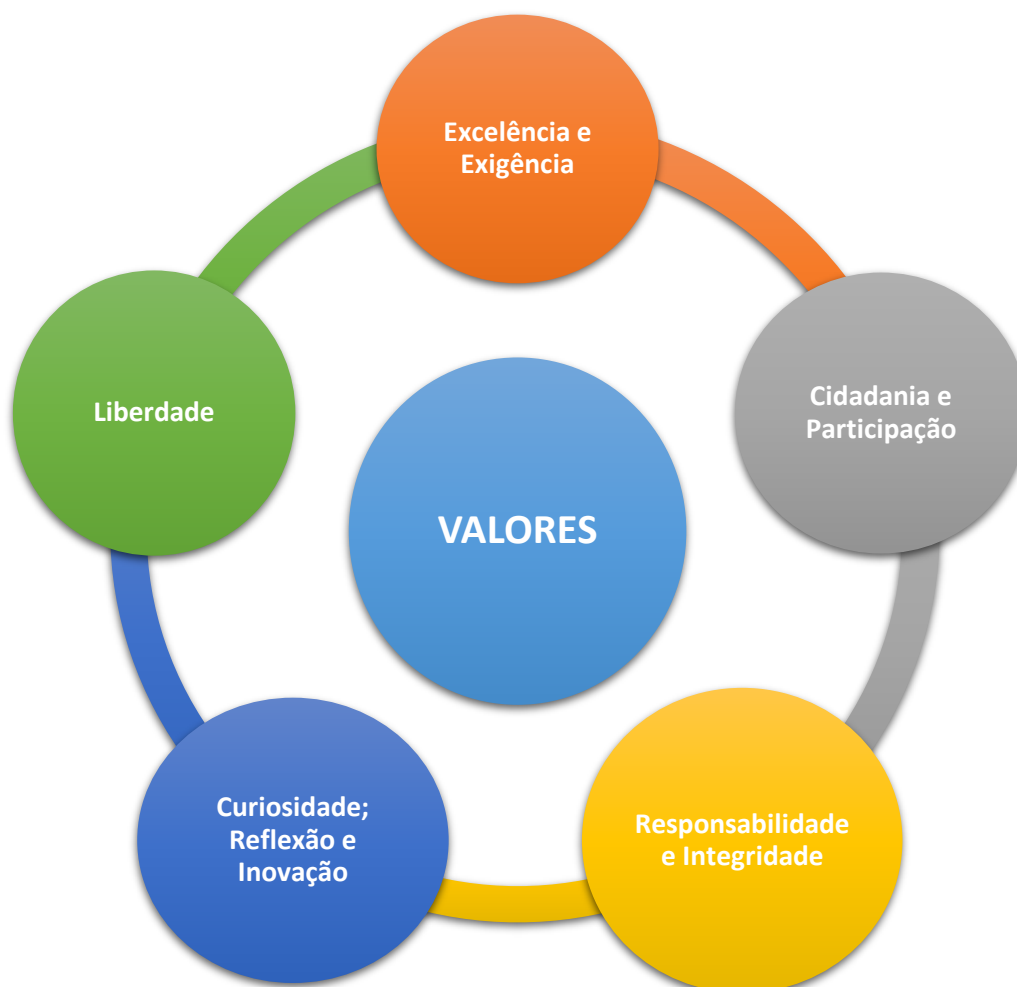 Excelência e
Exigência
Cidadania e
Participação
Responsabilidade
e Integridade
Curiosidade;
Reflexão e
Inovação
Liberdade
VALORES